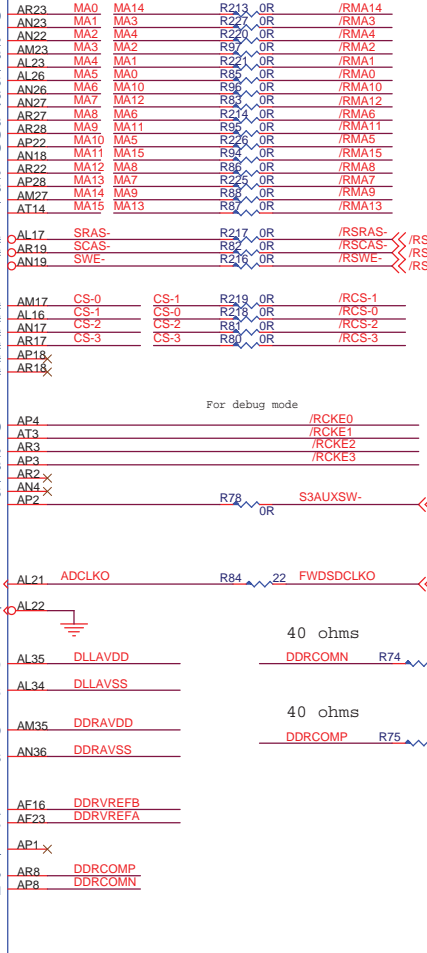 AR23 MA0 MA14 R213 0R /RMA14
AN23 MA1 MA3 R227 0R /RMA3
AN22 MA2 MA4 R220 0R /RMA4
AM23 MA3 MA2 R97 0R /RMA2
AL23 MA4 MA1 R221 0R /RMA1
AL26 MA5 MA0 R85 0R /RMA0
AN26 MA6 MA10 R96 0R /RMA10
AN27 MA7 MA12 R83 0R /RMA12
AR27 MA8 MA6 R214 0R /RMA6
AR28 MA9 MA11 R95 0R /RMA11
AP22 MA10 MA5 R226 0R /RMA5
AN18 MA11 MA15 R94 0R /RMA15
AR22 MA12 MA8 R86 0R /RMA8
AP28 MA13 MA7 R225 0R /RMA7
AM27 MA14 MA9 R88 0R /RMA9
AT14 MA15 MA13 R87 0R /RMA13
AL17 SRAS- R217 0R /RSRAS- /RS
AR19 SCAS- R82 0R /RSCAS- /RS
AN19 SWE- R216 0R /RSWE- /RS
AM17 CS-0 CS-1 R219 0R /RCS-1
AL16 CS-1 CS-0 R218 0R /RCS-0
AN17 CS-2 CS-2 R81 0R /RCS-2
AR17 CS-3 CS-3 R80 0R /RCS-3
AP18
AR18
For debug mode
AP4 /RCKE0
AT3 /RCKE1
AR3 /RCKE2
AP3 /RCKE3
AR2
AN4
AP2 R78 0R S3AUXSW-
AL21 ADCLKO R84 22 FWDSDCLKO
AL22
40 ohms
AL35 DLLAVDD DDRCOMN R74
AL34 DLLAVSS
40 ohms
AM35 DDRAVDD DDRCOMP R75
AN36 DDRAVSS
AF16 DDRVREFB
AF23 DDRVREFA
AP1
AR8 DDRCOMP
AP8 DDRCOMN